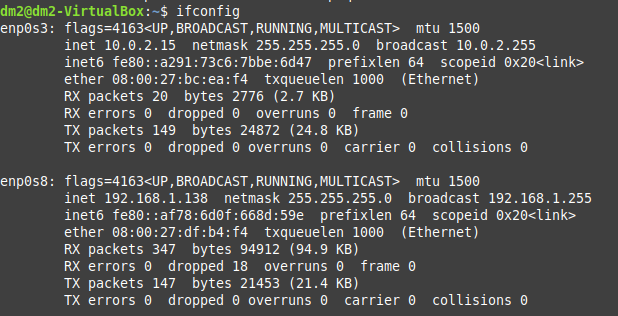 dm2@dm2-VirtualBox:~$ ifconfig
enp0s3: flags=4163<UP,BROADCAST,RUNNING,MULTICAST>  mtu 1500
        inet 10.0.2.15  netmask 255.255.255.0  broadcast 10.0.2.255
        inet6 fe80::a291:73c6:7bbe:6d47  prefixlen 64  scopeid 0x20<link>
        ether 08:00:27:bc:ea:f4  txqueuelen 1000  (Ethernet)
        RX packets 20  bytes 2776 (2.7 KB)
        RX errors 0  dropped 0  overruns 0  frame 0
        TX packets 149  bytes 24872 (24.8 KB)
        TX errors 0  dropped 0 overruns 0  carrier 0  collisions 0

enp0s8: flags=4163<UP,BROADCAST,RUNNING,MULTICAST>  mtu 1500
        inet 192.168.1.138  netmask 255.255.255.0  broadcast 192.168.1.255
        inet6 fe80::af78:6d0f:668d:59e  prefixlen 64  scopeid 0x20<link>
        ether 08:00:27:df:b4:f4  txqueuelen 1000  (Ethernet)
        RX packets 347  bytes 94912 (94.9 KB)
        RX errors 0  dropped 18  overruns 0  frame 0
        TX packets 147  bytes 21453 (21.4 KB)
        TX errors 0  dropped 0 overruns 0  carrier 0  collisions 0